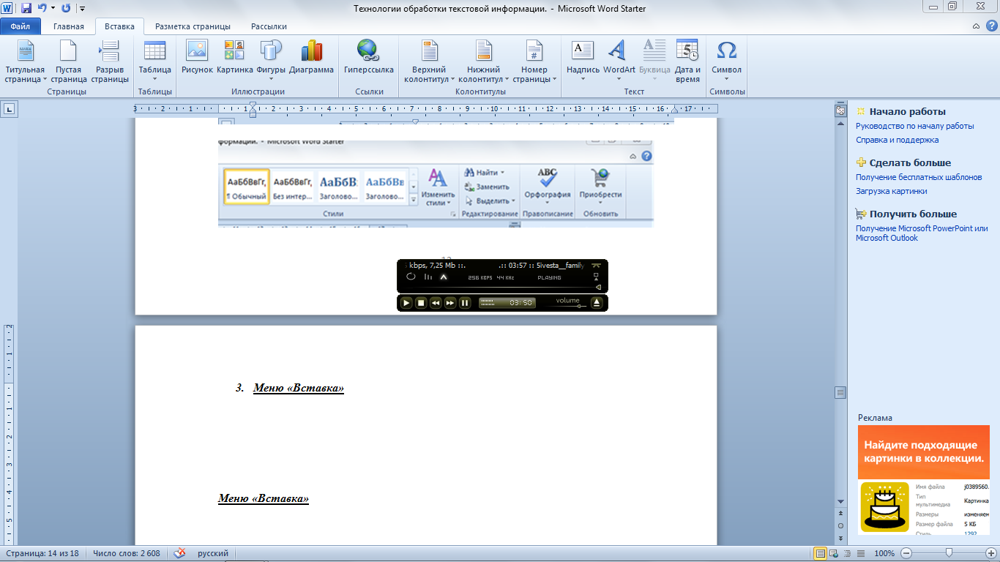 Технологии обработки текстовой информации. - Microsoft Word Starter
Файл Главная Вставка Разметка страницы Рассылки
Титульная страница Пустая страница Разрыв страницы Таблица Рисунок Картинка Фигуры Диаграмма Гиперссылка Верхний колонтитул Нижний колонтитул Номер страницы Надпись WordArt Буквица Дата и время Символ
Страницы Таблицы Иллюстрации Ссылки Колонтитулы Текст Символы
3 2 1 1 2 3 4 5 6 7 8 9 10 11 12 13 14 15 16 17
Начало работы
Руководство по началу работы
Справка и поддержка
Сделать больше
Получение бесплатных шаблонов
Загрузка картинки
Получить больше
Получение Microsoft PowerPoint или
Microsoft Outlook
формации. - Microsoft Word Starter
АаБбВвГг, АаБбВвГг, АаБбВ АаБбВв
¶ Обычный Без интер... Заголово... Заголово...
Изменить стили Найти Заменить Выделить ABC Орфография Приобрести
Стили Редактирование Правописание Обновить
kbps, 7,25 Mb ::. .:: 03:57 :: 5ivesta__family
256 KBPS 44 KHz PLAYING
03:50 volume
3. Меню «Вставка»
Меню «Вставка»
Реклама
Найдите подходящие
картинки в коллекции.
Имя файла j0389560.
Тип мультимедиа Картинка
Размеры изменяем
Размер файла 5 КБ
Стиль 1292
Страница: 14 из 18 Число слов: 2 608 русский 100%